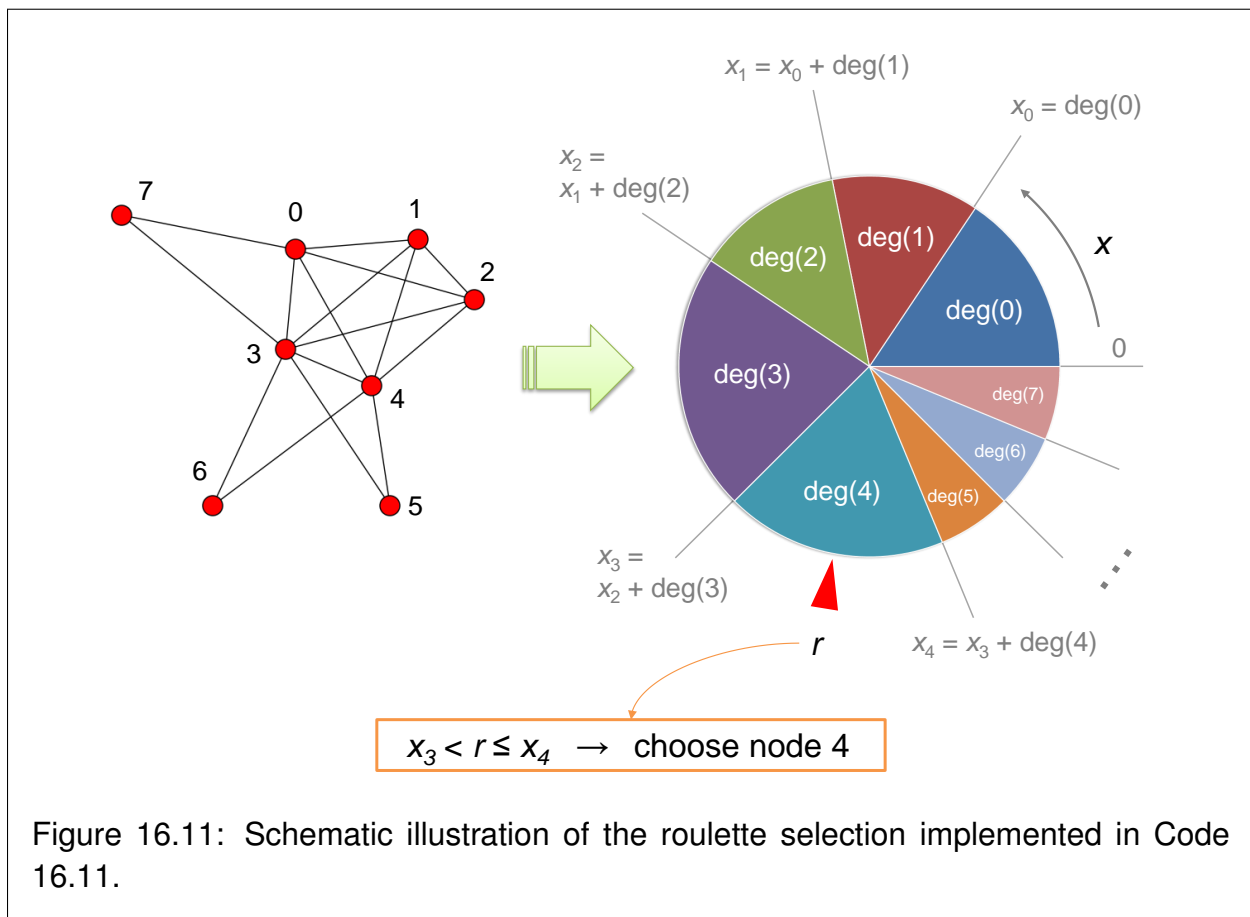 7
0
1
2
3
4
6
5
x₁ = x₀ + deg(1)
x₀ = deg(0)
x₂ =
x₁ + deg(2)
deg(1)
deg(2)
deg(0)
x
0
deg(3)
deg(7)
deg(6)
deg(4)
deg(5)
x₃ =
x₂ + deg(3)
r
x₄ = x₃ + deg(4)
x₃ < r ≤ x₄ → choose node 4
Figure 16.11: Schematic illustration of the roulette selection implemented in Code
16.11.